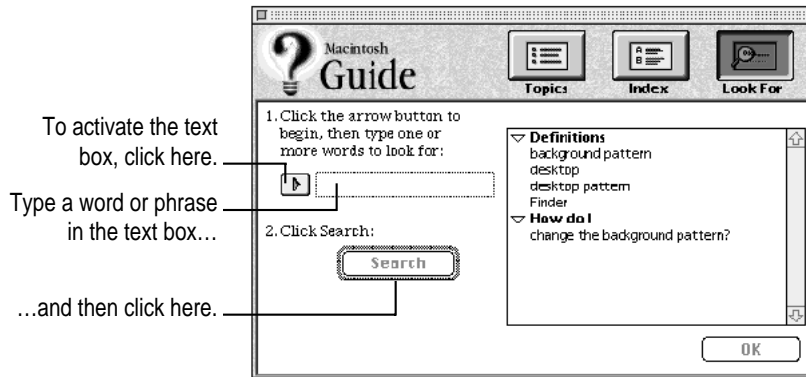 Macintosh
Guide
Topics
Index
Look For
To activate the text
box, click here.
Type a word or phrase
in the text box…
…and then click here.
1. Click the arrow button to
begin, then type one or
more words to look for:
2. Click Search:
Search
Definitions
background pattern
desktop
desktop pattern
Finder
How do I
change the background pattern?
OK